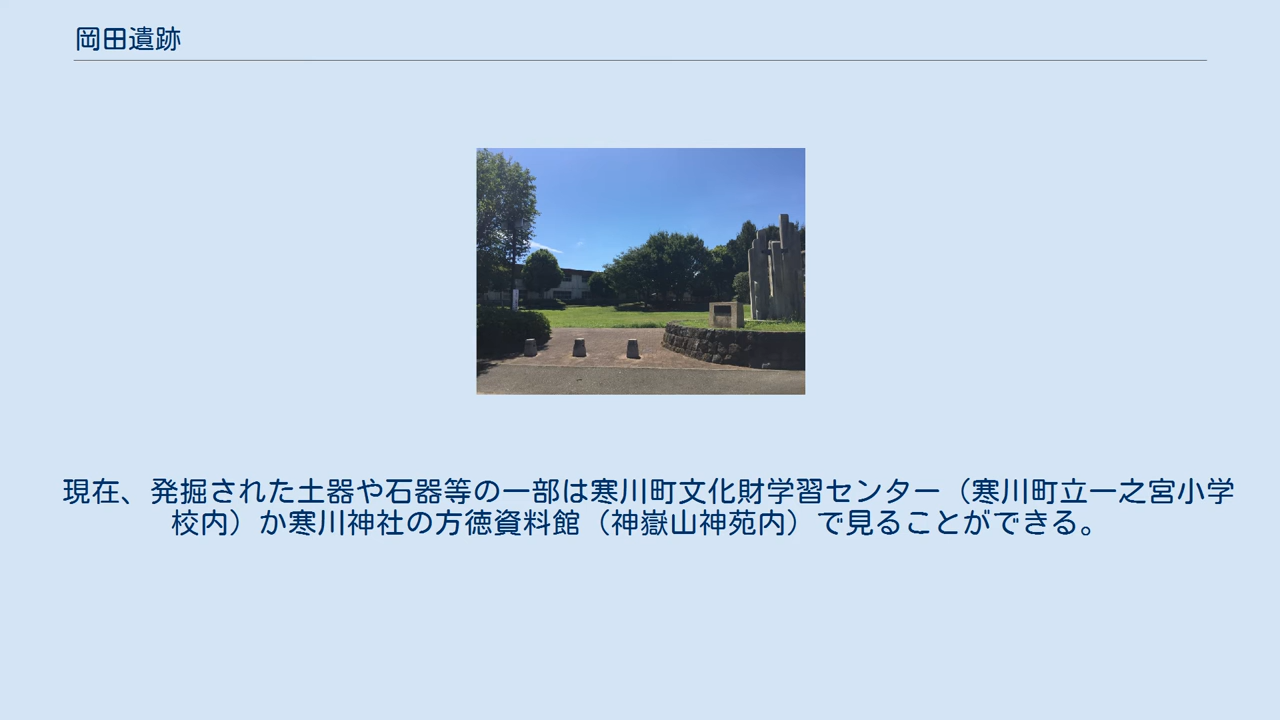 岡田遺跡
現在、発掘された土器や石器等の一部は寒川町文化財学習センター（寒川町立一之宮小学
校内）か寒川神社の方徳資料館（神嶽山神苑内）で見ることができる。